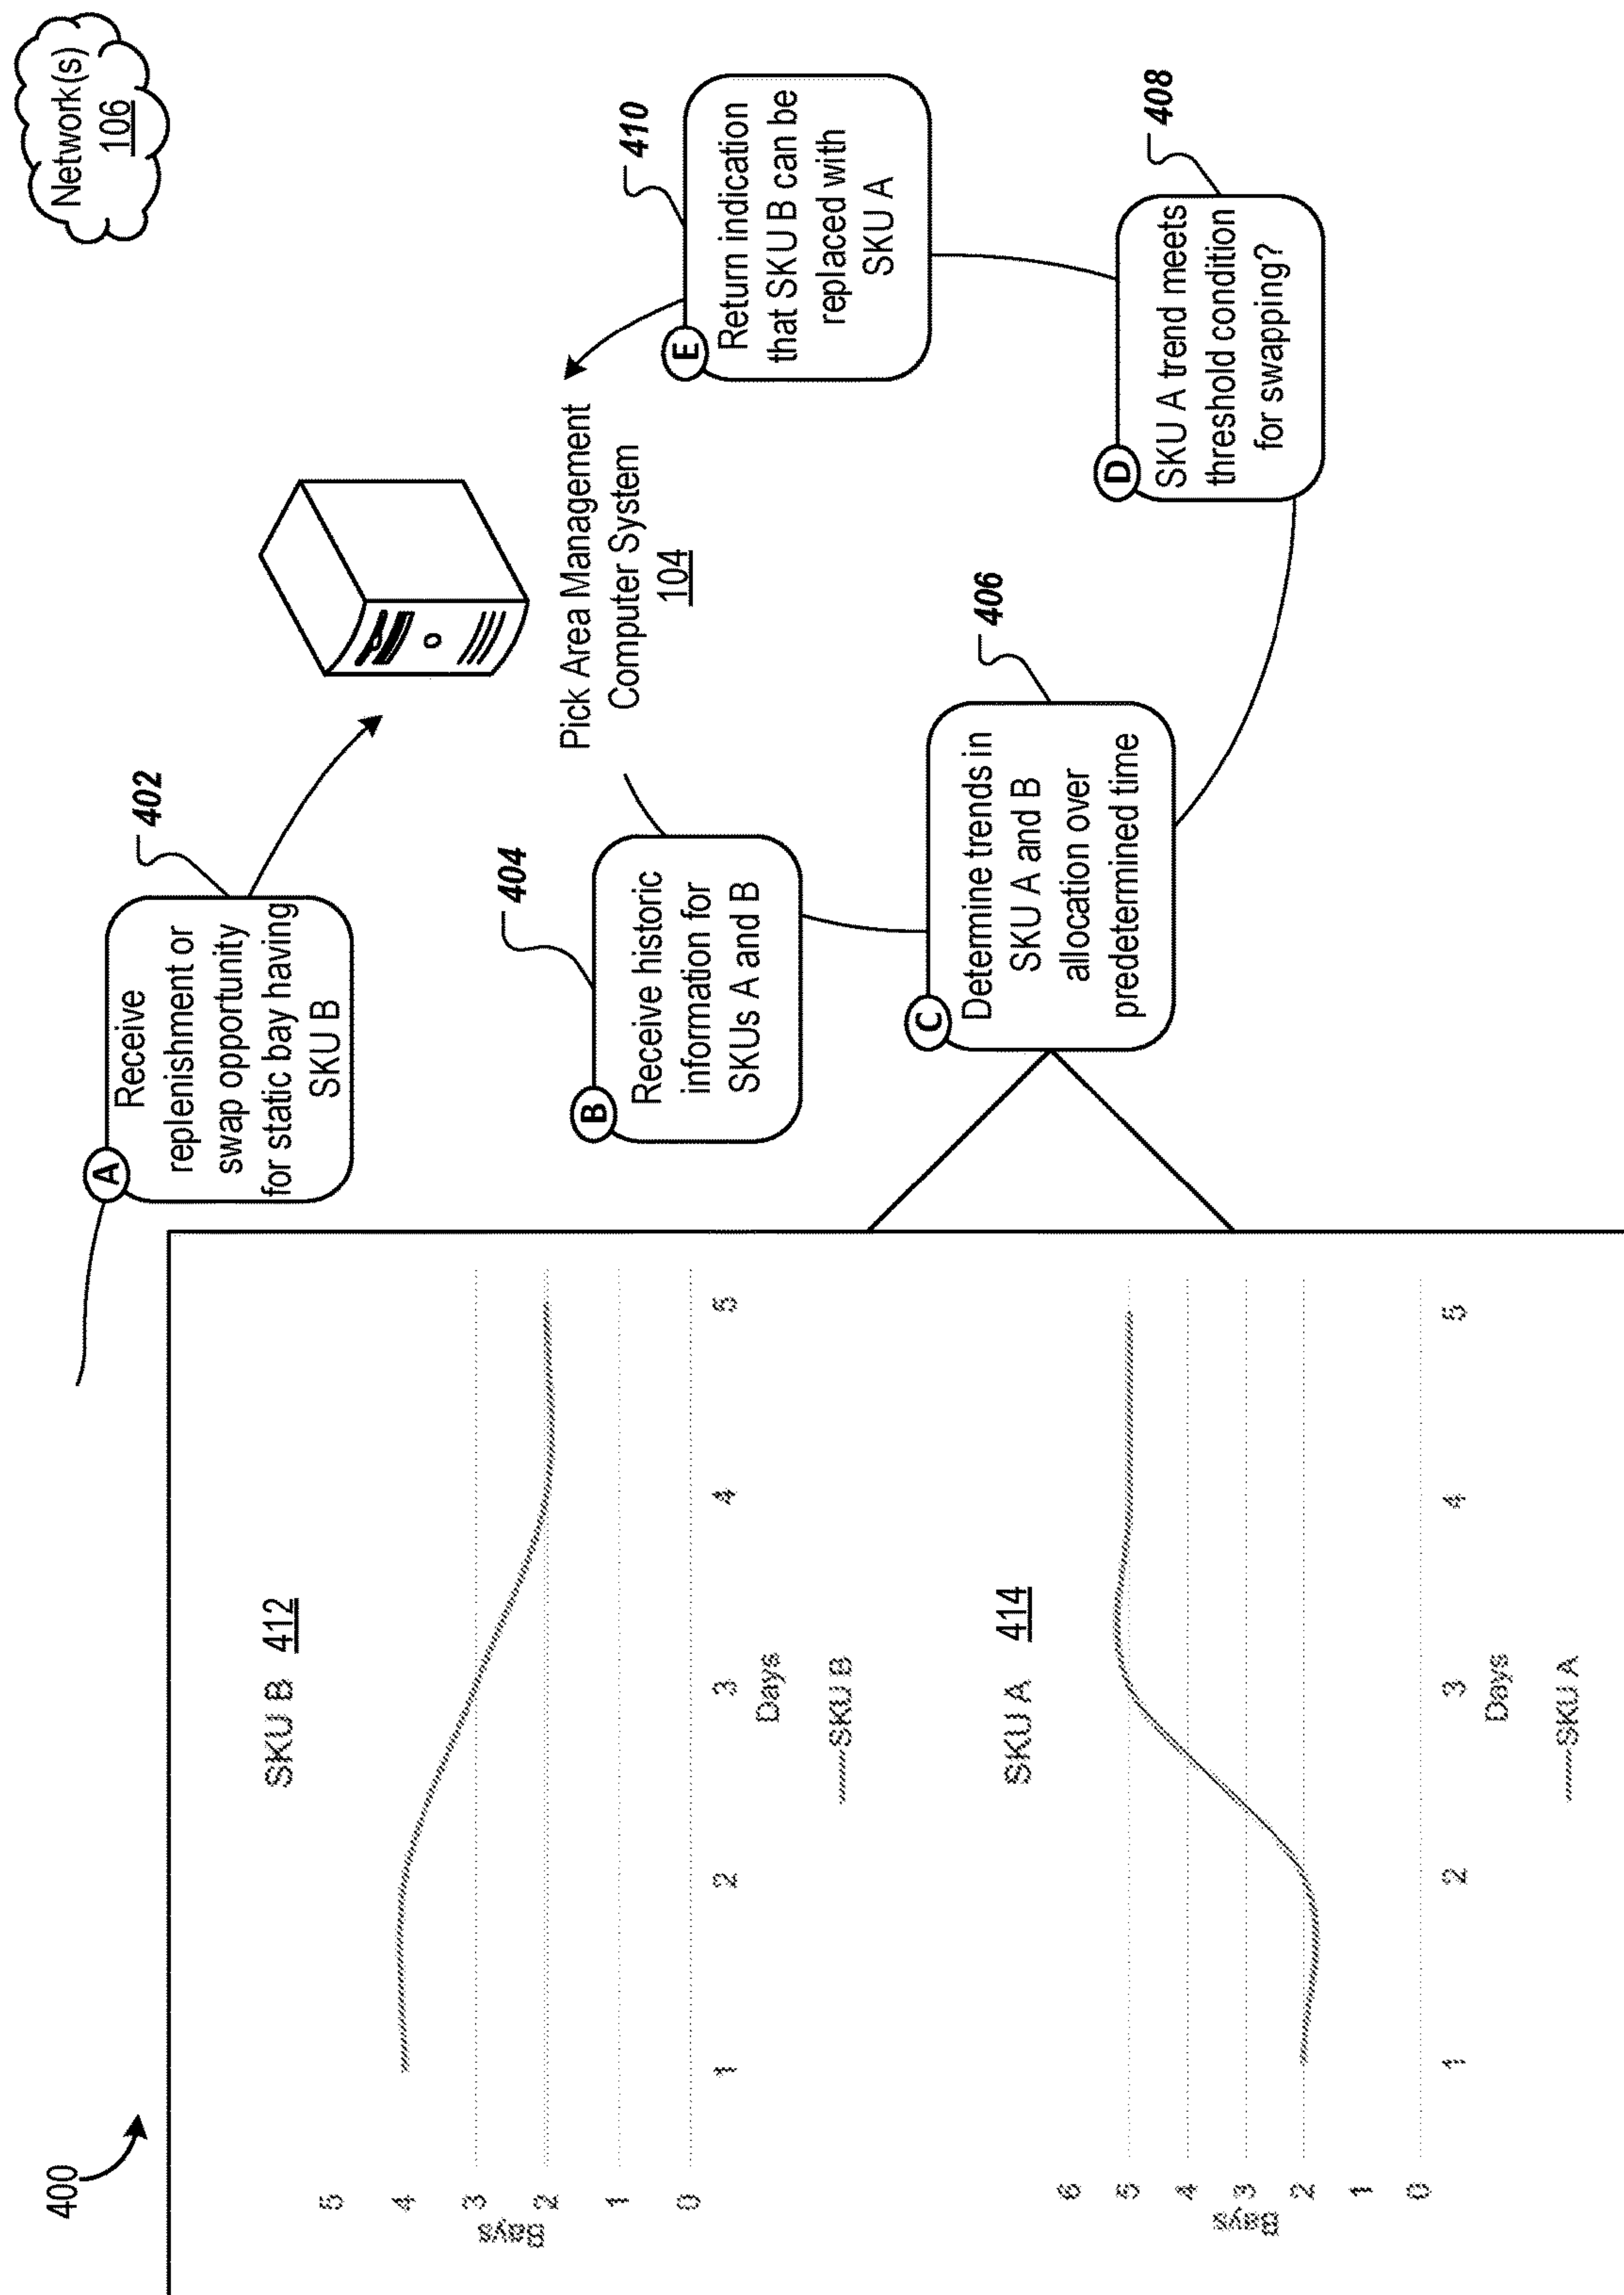 400
Network(s)
106
402
A
Receive
replenishment or
swap opportunity
for static bay having
SKU B
Pick Area Management
Computer System
104
404
B
Receive historic
information for
SKUs A and B
406
C
Determine trends in
SKU A and B
allocation over
predetermined time
408
D
SKU A trend meets
threshold condition
for swapping?
410
E
Return indication
that SKU B can be
replaced with
SKU A
SKU B 412
5
4
3
2
1
0
Bays
1 2 3 4 5
Days
SKU B
SKU A 414
6
5
4
3
2
1
0
Bays
1 2 3 4 5
Days
SKU A